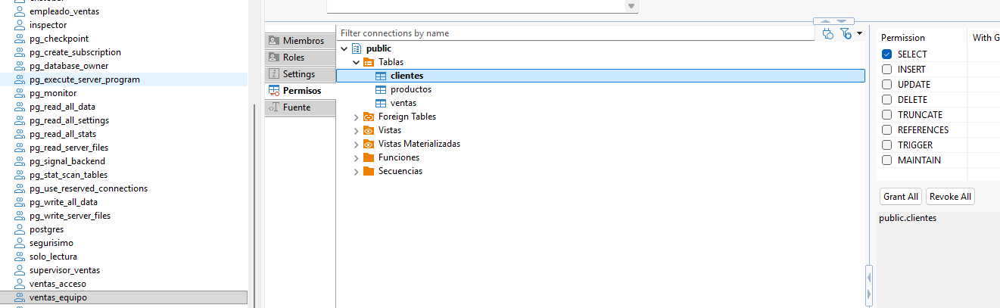 empleado_ventas
inspector
pg_checkpoint
pg_create_subscription
pg_database_owner
pg_execute_server_program
pg_monitor
pg_read_all_data
pg_read_all_settings
pg_read_all_stats
pg_read_server_files
pg_signal_backend
pg_stat_scan_tables
pg_use_reserved_connections
pg_write_all_data
pg_write_server_files
postgres
segurisimo
solo_lectura
supervisor_ventas
ventas_acceso
ventas_equipo
Miembros
Roles
Settings
Permisos
Fuente
Filter connections by name
public
Tablas
clientes
productos
ventas
Foreign Tables
Vistas
Vistas Materializadas
Funciones
Secuencias
Permission With G
SELECT
INSERT
UPDATE
DELETE
TRUNCATE
REFERENCES
TRIGGER
MAINTAIN
Grant All Revoke All
public.clientes